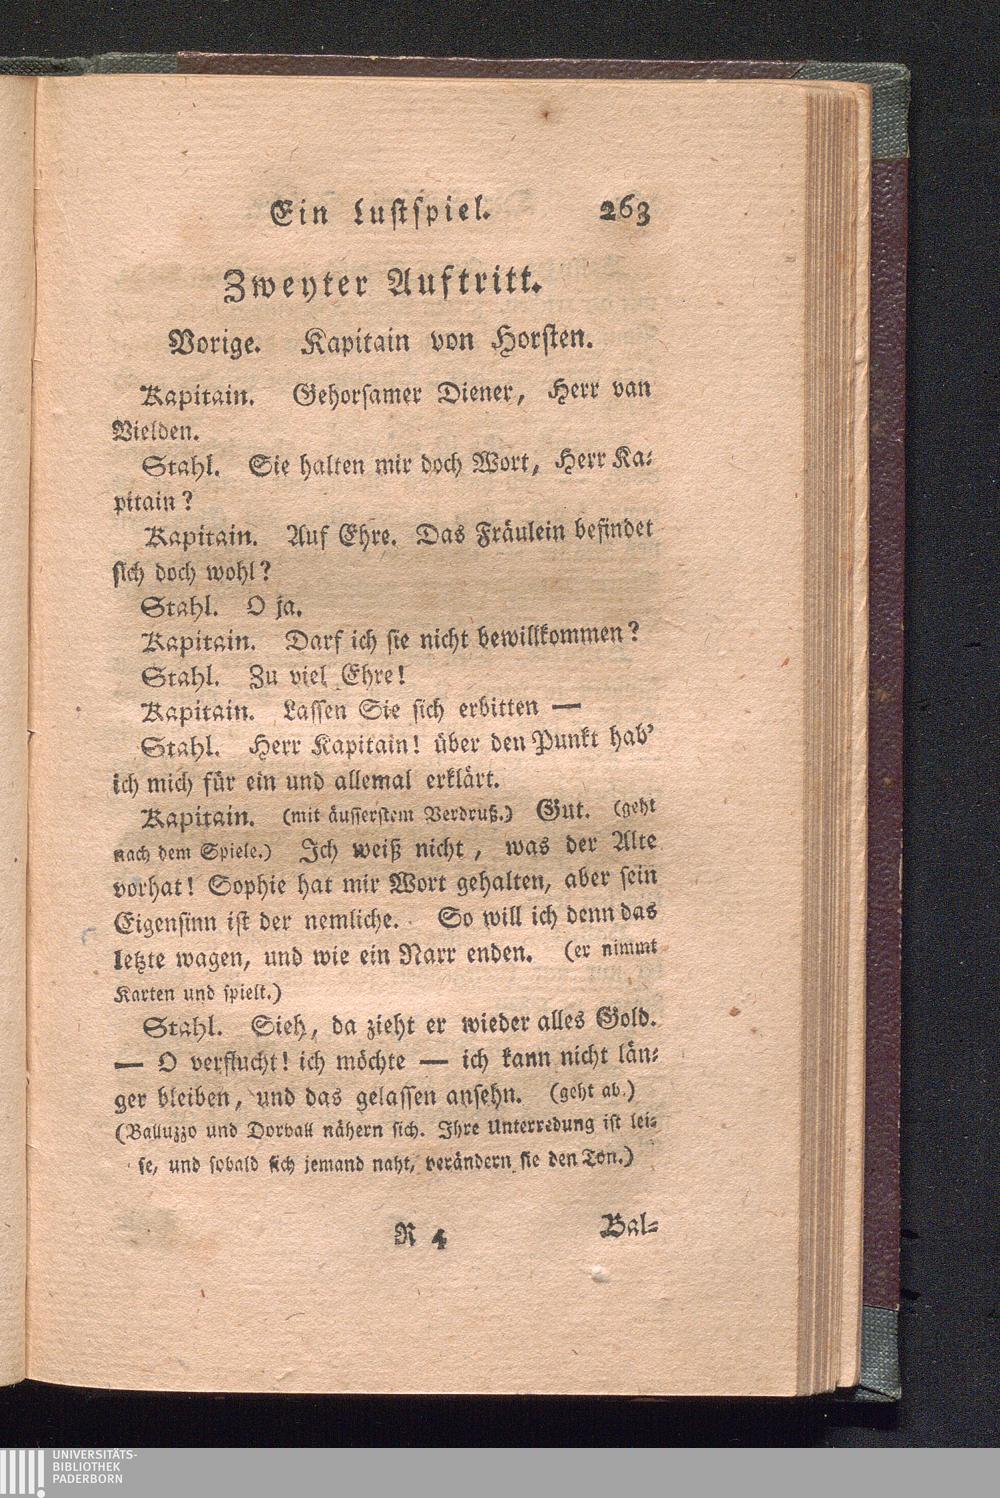 Ein Lustspiel. 263
Zweyter Auftritt.
Vorige. Kapitain von Horsten.
Kapitain. Gehorsamer Diener, Herr van
Vielden.
Stahl. Sie halten mir doch Wort, Herr Ka-
pitain?
Kapitain. Auf Ehre. Das Fräulein befindet
sich doch wohl?
Stahl. O ja.
Kapitain. Darf ich sie nicht bewillkommen?
Stahl. Zu viel Ehre!
Kapitain. Lassen Sie sich erbitten —
Stahl. Herr Kapitain! über den Punkt hab'
ich mich für ein und allemal erklärt.
Kapitain. (mit äusserstem Verdruß.) Gut. (geht
nach dem Spiele.) Ich weiß nicht, was der Alte
vorhat! Sophie hat mir Wort gehalten, aber sein
Eigensinn ist der nemliche. So will ich denn das
letzte wagen, und wie ein Narr enden. (er nimmt
Karten und spielt.)
Stahl. Sieh, da zieht er wieder alles Gold.
— O verflucht! ich möchte — ich kann nicht län-
ger bleiben, und das gelassen ansehn. (geht ab.)
(Balluzzo und Dorvall nähern sich. Ihre Unterredung ist lei-
se, und sobald sich jemand naht, verändern sie den Ton.)
R 4 Bal-
UNIVERSITÄTS-
BIBLIOTHEK
PADERBORN